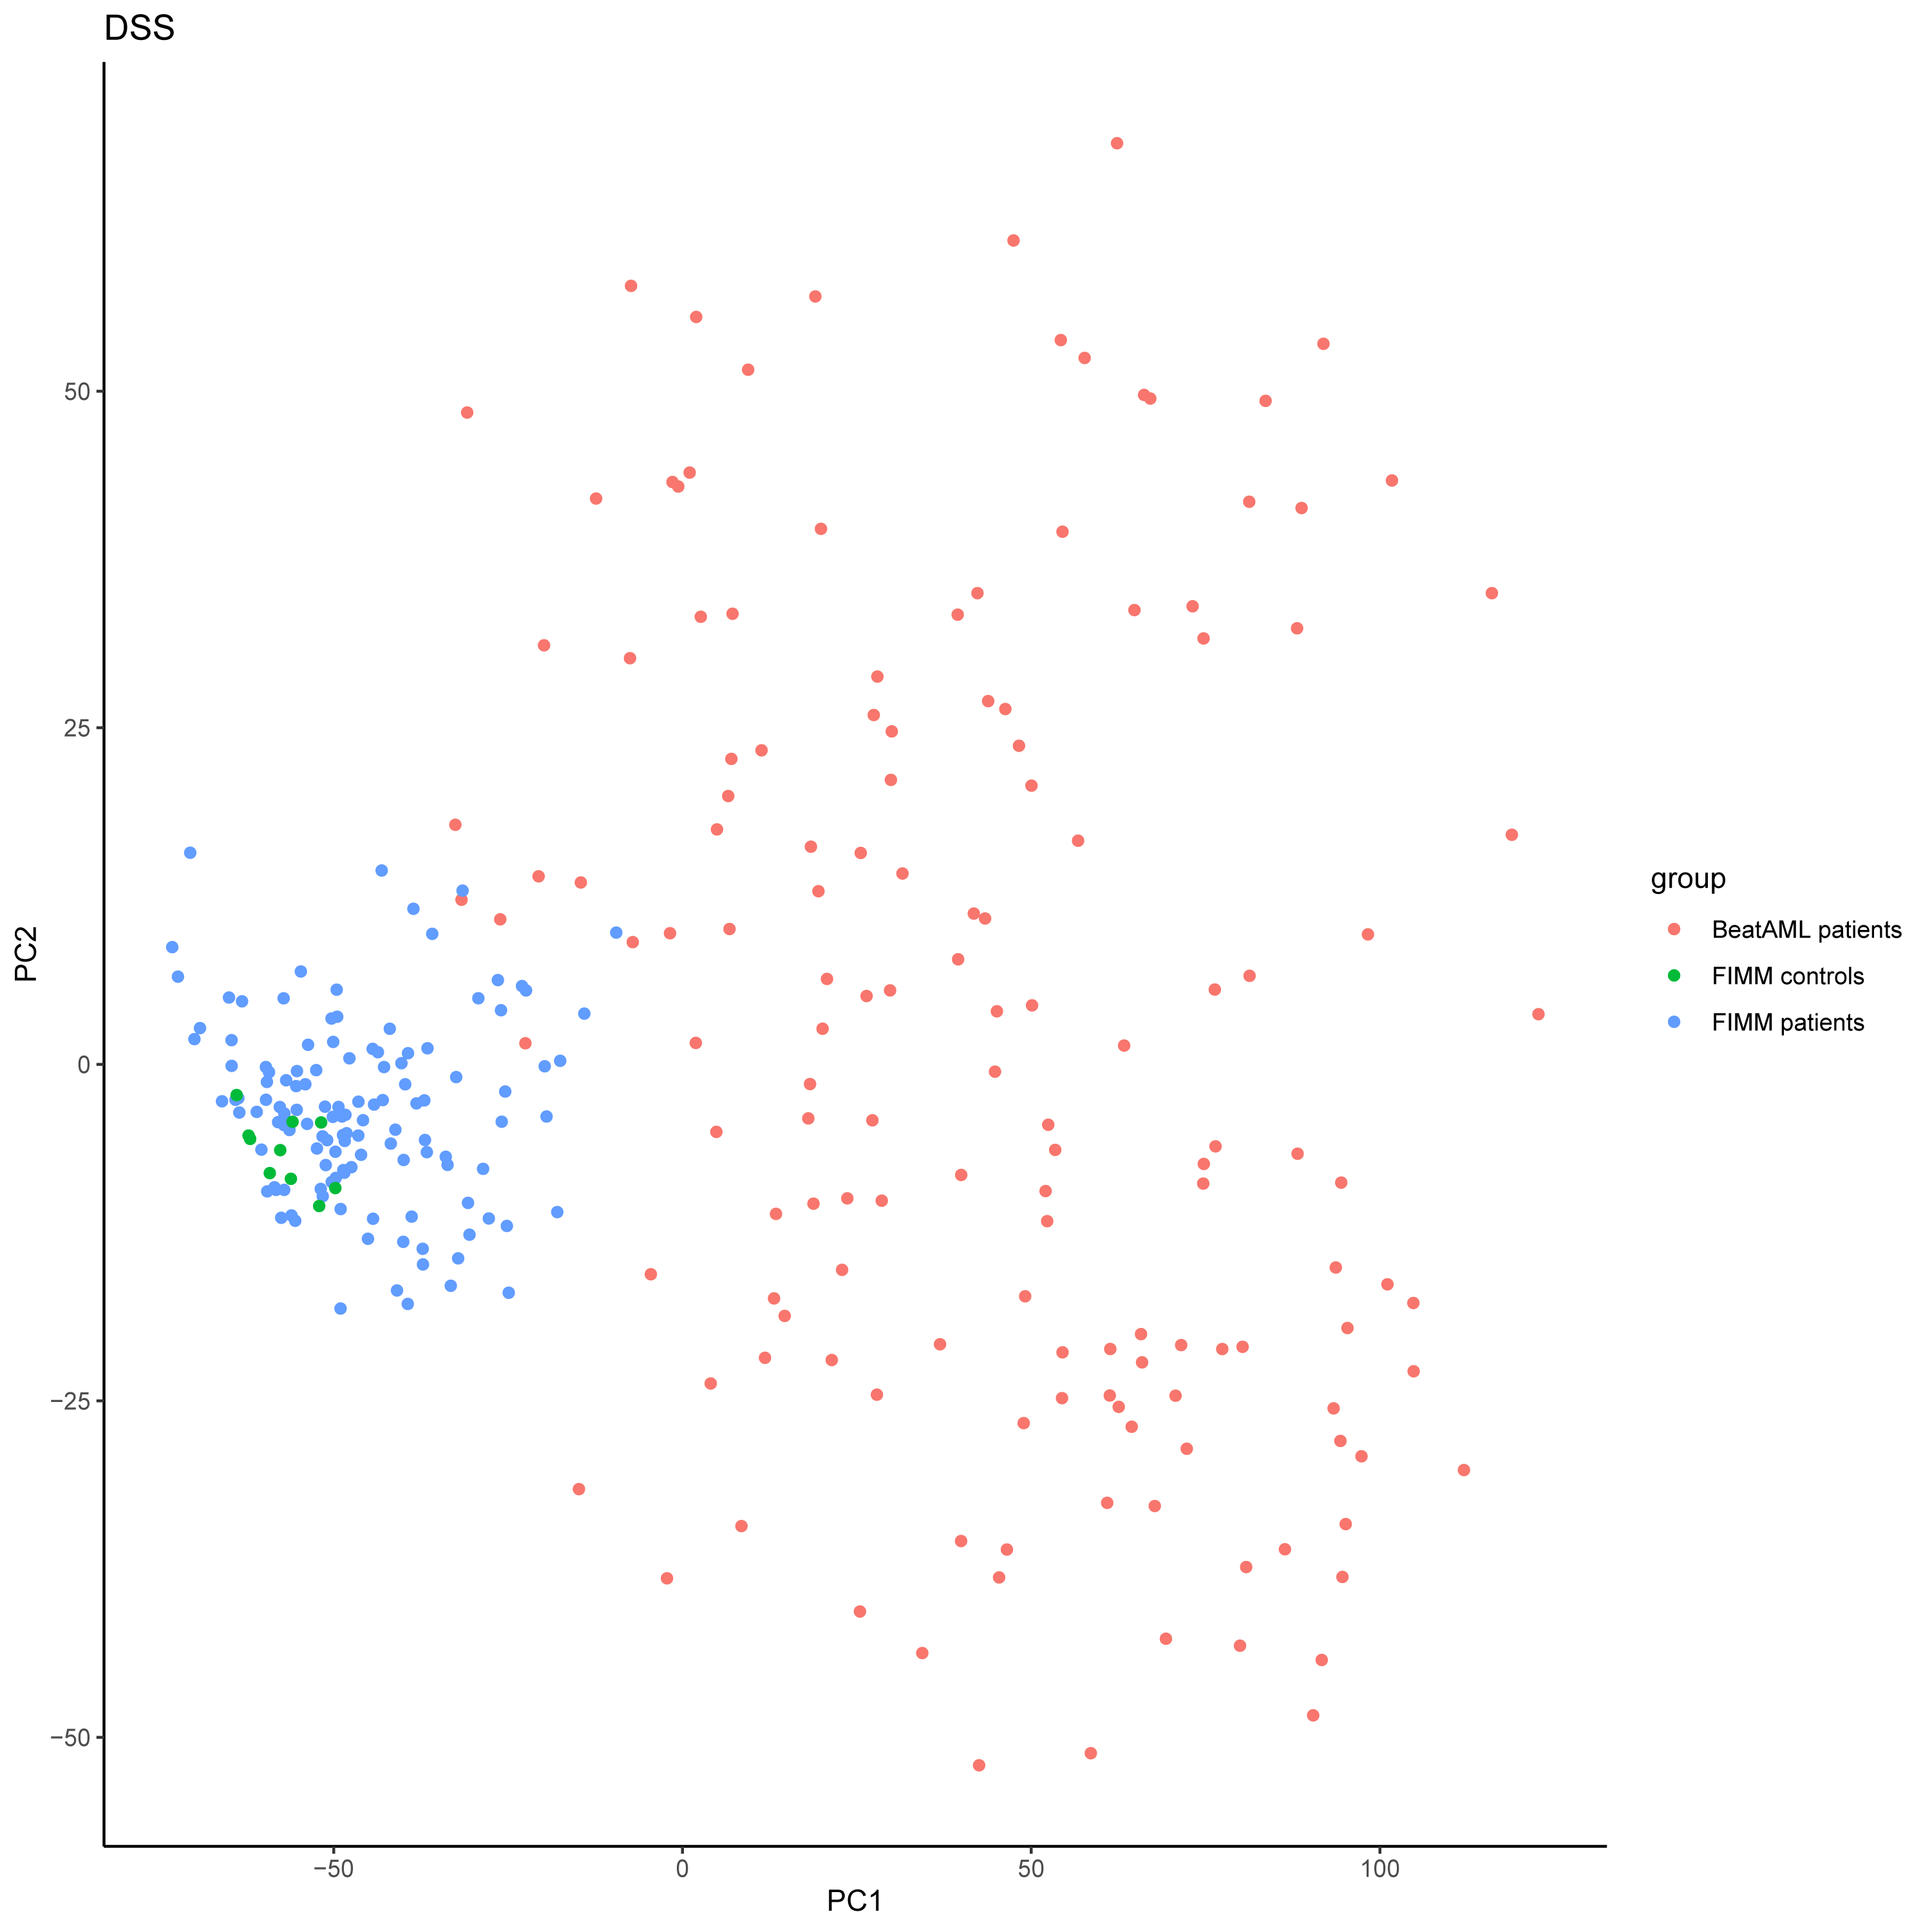 DSS
PC2
50
25
0
−25
−50
−50
0
50
100
PC1
group
BeatAML patients
FIMM controls
FIMM patients